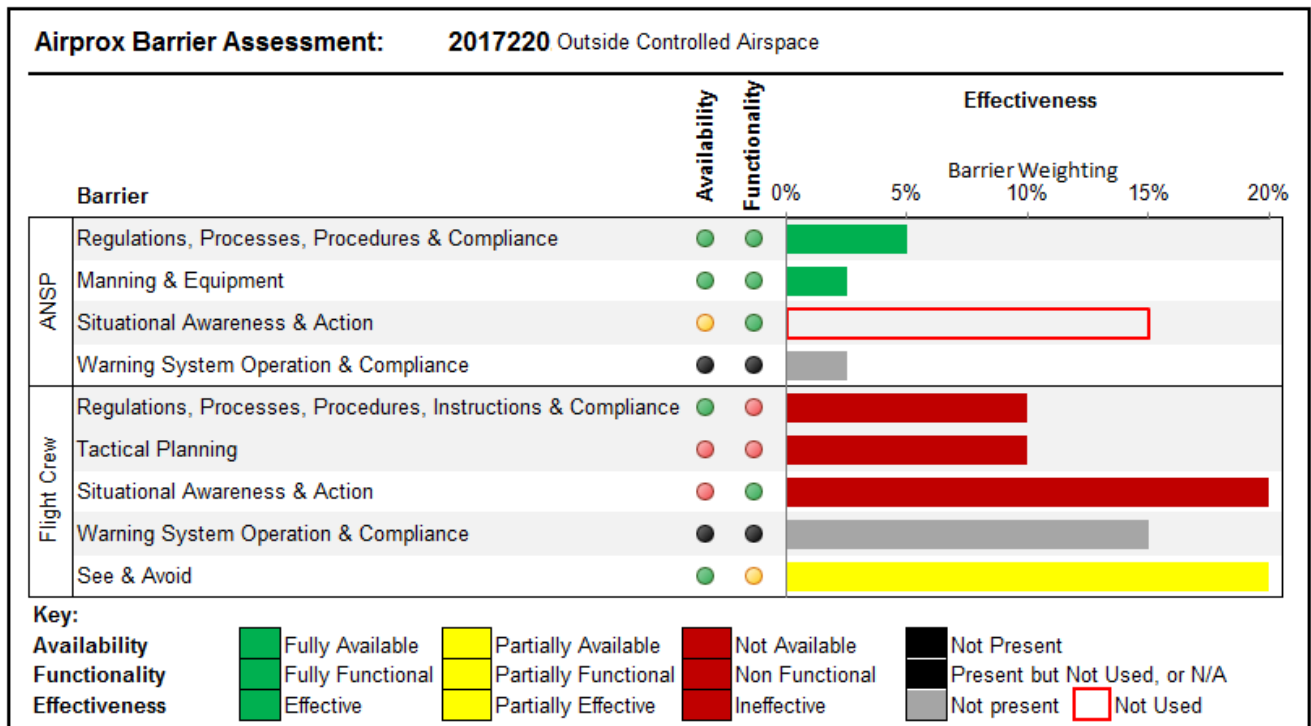 Airprox Barrier Assessment: 2017220 Outside Controlled Airspace
Availability
Functionality
Effectiveness
Barrier Weighting
Barrier
0% 5% 10% 15% 20%
ANSP
Regulations, Processes, Procedures & Compliance
Manning & Equipment
Situational Awareness & Action
Warning System Operation & Compliance
Flight Crew
Regulations, Processes, Procedures, Instructions & Compliance
Tactical Planning
Situational Awareness & Action
Warning System Operation & Compliance
See & Avoid
Key:
Availability Fully Available Partially Available Not Available Not Present
Functionality Fully Functional Partially Functional Non Functional Present but Not Used, or N/A
Effectiveness Effective Partially Effective Ineffective Not present Not Used